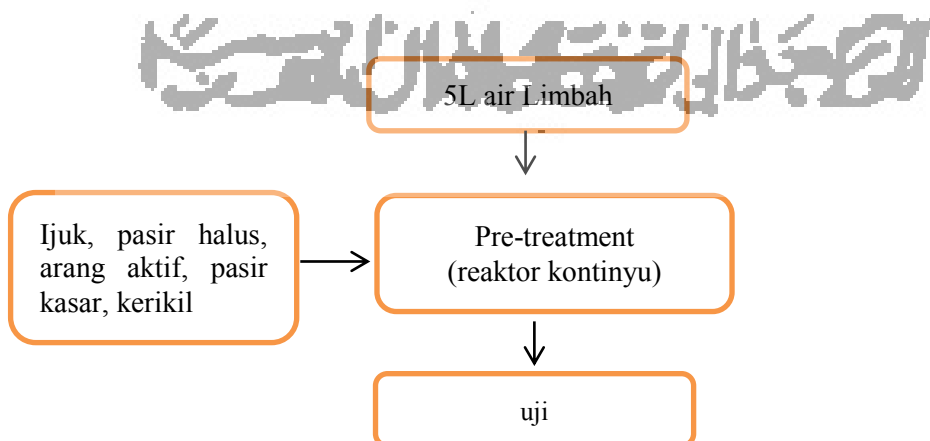 5L air Limbah
Ijuk, pasir halus,
arang aktif, pasir
kasar, kerikil
Pre-treatment
(reaktor kontinyu)
uji